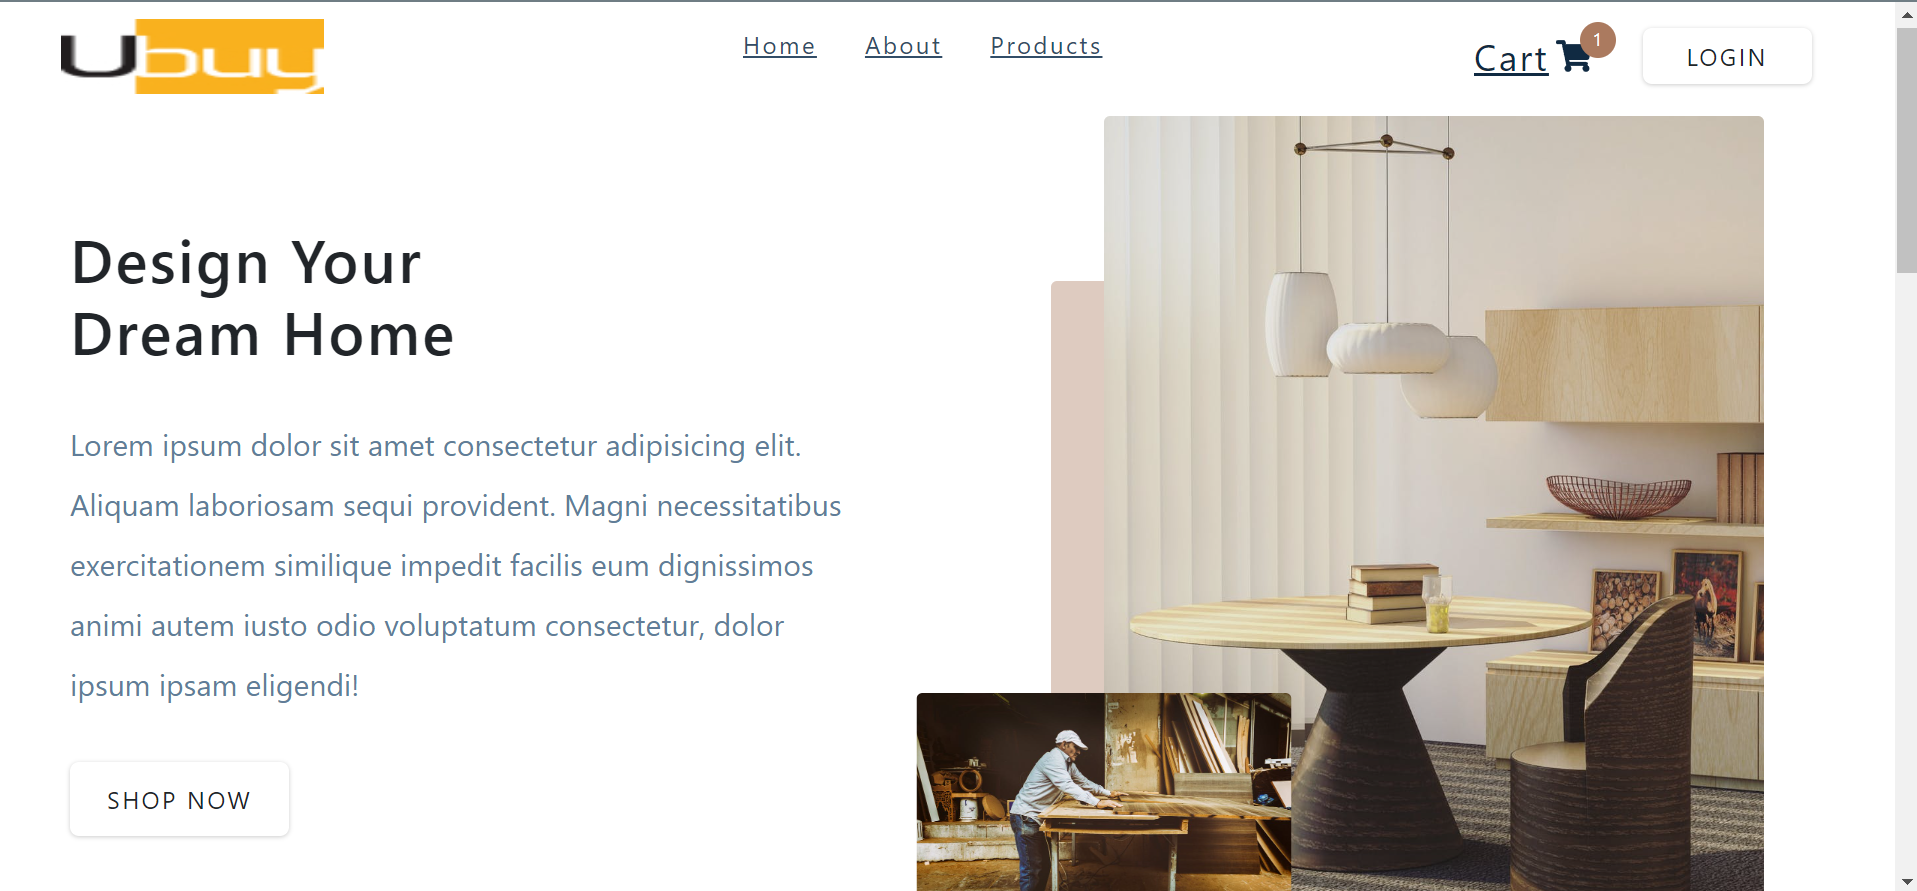 Ubuy
Home About Products
Cart 1
LOGIN
Design Your
Dream Home
Lorem ipsum dolor sit amet consectetur adipisicing elit.
Aliquam laboriosam sequi provident. Magni necessitatibus
exercitationem similique impedit facilis eum dignissimos
animi autem iusto odio voluptatum consectetur, dolor
ipsum ipsam eligendi!
SHOP NOW